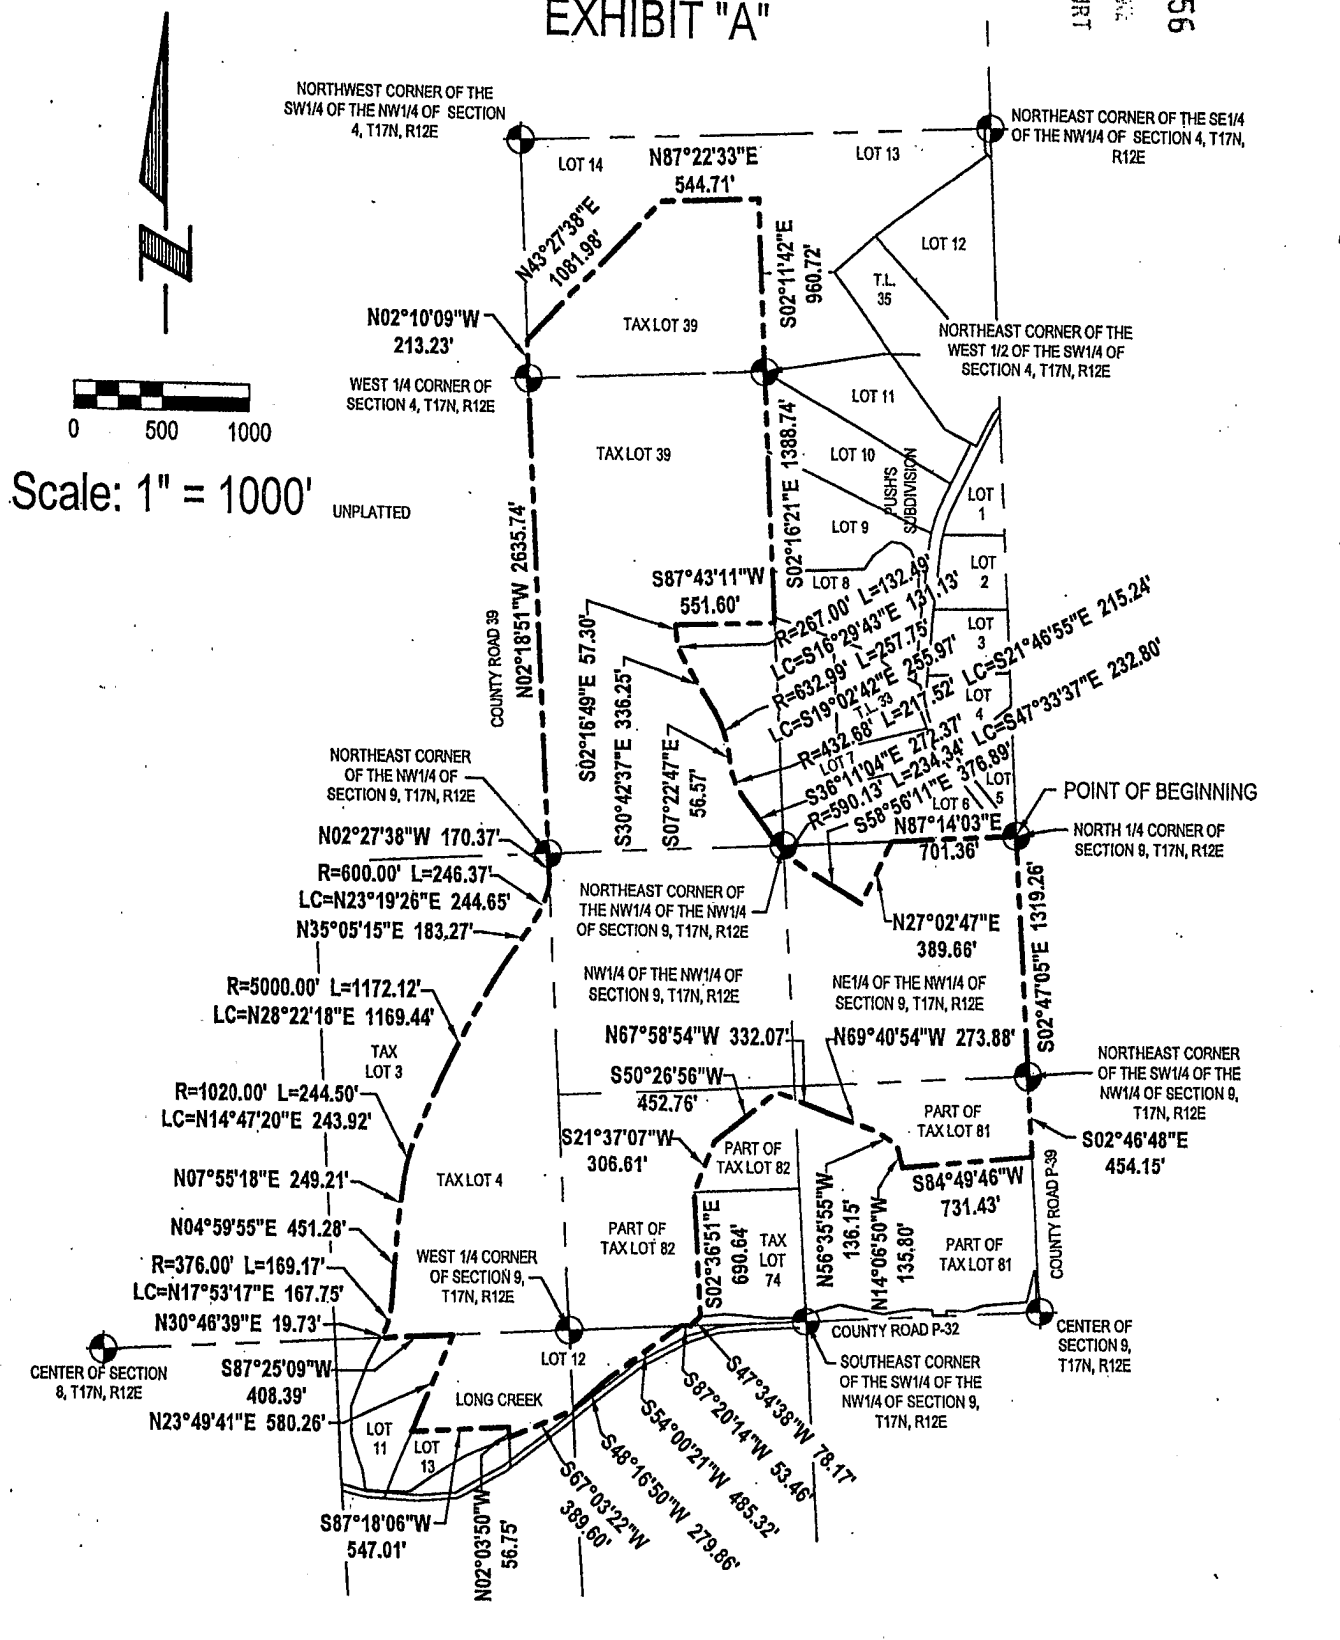 EXHIBIT "A"
56
NORTHWEST CORNER OF THE
SW1/4 OF THE NW1/4 OF SECTION
4, T17N, R12E
NORTHEAST CORNER OF THE SE1/4
OF THE NW1/4 OF SECTION 4, T17N,
R12E
LOT 14
N87°22'33"E
544.71'
LOT 13
N43°27'38"E
1081.98'
S02°11'42"E
960.72'
LOT 12
T.L.
35
N02°10'09"W
213.23'
TAX LOT 39
NORTHEAST CORNER OF THE
WEST 1/2 OF THE SW1/4 OF
SECTION 4, T17N, R12E
WEST 1/4 CORNER OF
SECTION 4, T17N, R12E
0 500 1000
Scale: 1" = 1000'
UNPLATTED
TAX LOT 39
S02°16'21"E 1388.74'
LOT 11
LOT 10
LOT 9
PUSH'S
SUBDIVISION
LOT
1
LOT
2
LOT
3
LOT
4
LOT
5
LOT 6
LOT 7
LOT 8
T.L. 33
COUNTY ROAD 39
N02°18'51"W 2635.74'
S87°43'11"W
551.60'
S02°16'49"E 57.30'
S30°42'37"E 336.25'
S07°22'47"E
56.57'
R=267.00' L=132.49'
LC=S16°29'43"E 131.13'
R=632.99' L=257.75'
LC=S19°02'42"E 255.97'
R=432.68' L=217.52' LC=S21°46'55"E 215.24'
S36°11'04"E 272.37'
R=590.13' L=234.34' LC=S47°33'37"E 232.80'
S58°56'11"E 376.89'
NORTHEAST CORNER
OF THE NW1/4 OF
SECTION 9, T17N, R12E
POINT OF BEGINNING
N87°14'03"E
701.36'
NORTH 1/4 CORNER OF
SECTION 9, T17N, R12E
N02°27'38"W 170.37'
R=600.00' L=246.37'
LC=N23°19'26"E 244.65'
N35°05'15"E 183.27'
NORTHEAST CORNER OF
THE NW1/4 OF THE NW1/4
OF SECTION 9, T17N, R12E
N27°02'47"E
389.66'
S02°47'05"E 1319.26'
R=5000.00' L=1172.12'
LC=N28°22'18"E 1169.44'
NW1/4 OF THE NW1/4 OF
SECTION 9, T17N, R12E
NE1/4 OF THE NW1/4 OF
SECTION 9, T17N, R12E
TAX
LOT 3
N67°58'54"W 332.07'
N69°40'54"W 273.88'
NORTHEAST CORNER
OF THE SW1/4 OF THE
NW1/4 OF SECTION 9,
T17N, R12E
R=1020.00' L=244.50'
LC=N14°47'20"E 243.92'
S50°26'56"W
452.76'
PART OF
TAX LOT 81
S21°37'07"W
306.61'
PART OF
TAX LOT 82
S02°46'48"E
454.15'
N07°55'18"E 249.21'
TAX LOT 4
S84°49'46"W
731.43'
N04°59'55"E 451.28'
PART OF
TAX LOT 82
S02°36'51"E
690.64'
TAX
LOT
74
N56°35'55"W
136.15'
N14°06'50"W
135.80'
PART OF
TAX LOT 81
COUNTY ROAD P-39
R=376.00' L=169.17'
LC=N17°53'17"E 167.75'
WEST 1/4 CORNER
OF SECTION 9,
T17N, R12E
N30°46'39"E 19.73'
COUNTY ROAD P-32
CENTER OF
SECTION 9,
T17N, R12E
CENTER OF SECTION
8, T17N, R12E
S87°25'09"W
408.39'
LOT 12
SOUTHEAST CORNER
OF THE SW1/4 OF THE
NW1/4 OF SECTION 9,
T17N, R12E
N23°49'41"E 580.26'
LONG CREEK
LOT
11
LOT
13
S47°34'38"W 78.17'
S87°20'14"W 53.46'
S54°00'21"W 485.32'
S48°16'50"W 279.86'
S67°03'22"W
389.60'
S87°18'06"W
547.01'
N02°03'50"W
56.75'